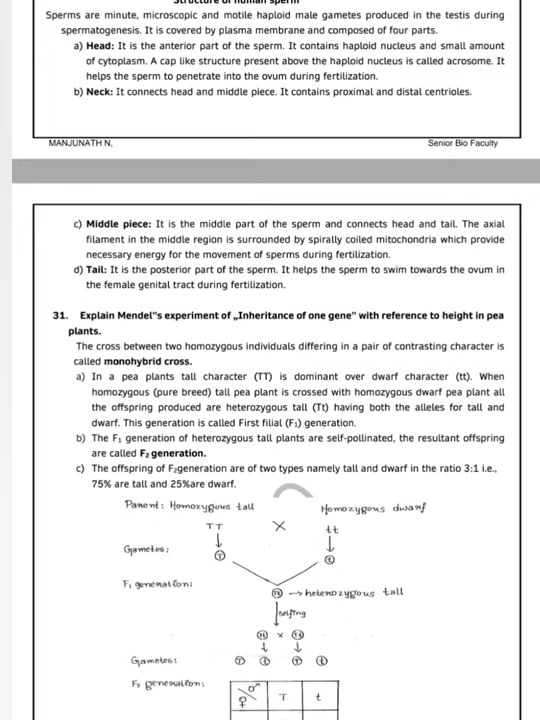 Structure of human sperm
Sperms are minute, microscopic and motile haploid male gametes produced in the testis during
spermatogenesis. It is covered by plasma membrane and composed of four parts.
a) Head: It is the anterior part of the sperm. It contains haploid nucleus and small amount
of cytoplasm. A cap like structure present above the haploid nucleus is called acrosome. It
helps the sperm to penetrate into the ovum during fertilization.
b) Neck: It connects head and middle piece. It contains proximal and distal centrioles.
MANJUNATH N, Senior Bio Faculty
c) Middle piece: It is the middle part of the sperm and connects head and tail. The axial
filament in the middle region is surrounded by spirally coiled mitochondria which provide
necessary energy for the movement of sperms during fertilization.
d) Tail: It is the posterior part of the sperm. It helps the sperm to swim towards the ovum in
the female genital tract during fertilization.
31. Explain Mendel"s experiment of „Inheritance of one gene" with reference to height in pea
plants.
The cross between two homozygous individuals differing in a pair of contrasting character is
called monohybrid cross.
a) In a pea plants tall character (TT) is dominant over dwarf character (tt). When
homozygous (pure breed) tall pea plant is crossed with homozygous dwarf pea plant all
the offspring produced are heterozygous tall (Tt) having both the alleles for tall and
dwarf. This generation is called First filial (F₁) generation.
b) The F₁ generation of heterozygous tall plants are self-pollinated, the resultant offspring
are called F₂ generation.
c) The offspring of F₂generation are of two types namely tall and dwarf in the ratio 3:1 i.e.,
75% are tall and 25%are dwarf.
Parent: Homozygous tall Homozygous dwarf
TT × tt
Gametes: T t
F₁ generation:
Tt → heterozygous tall
selfing
Tt × Tt
Gametes: T t T t
F₂ generation: ♂ ♀ T t